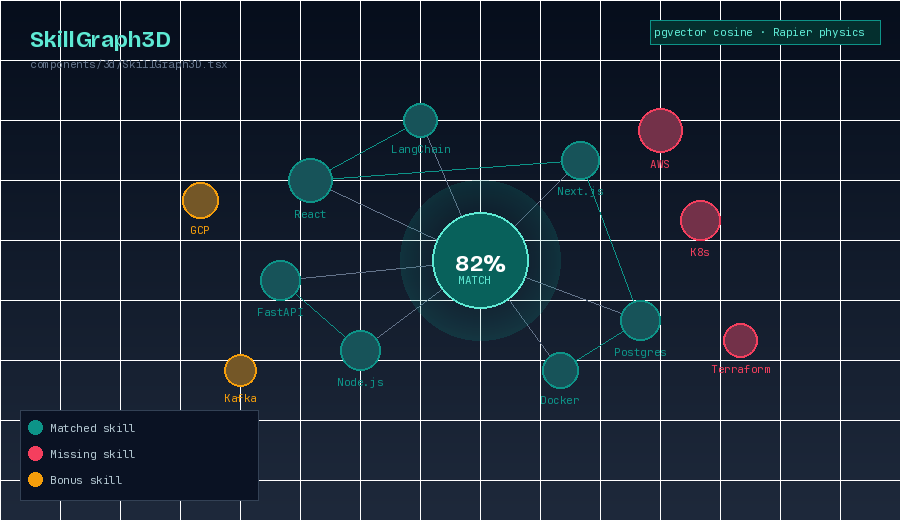 SkillGraph3D
pgvector cosine · Rapier physics
components/3d/SkillGraph3D.tsx
LangChain
AWS
Next.js
React
GCP
K8s
82%
MATCH
FastAPI
Postgres
Terraform
Node.js
Kafka
Docker
Matched skill
Missing skill
Bonus skill